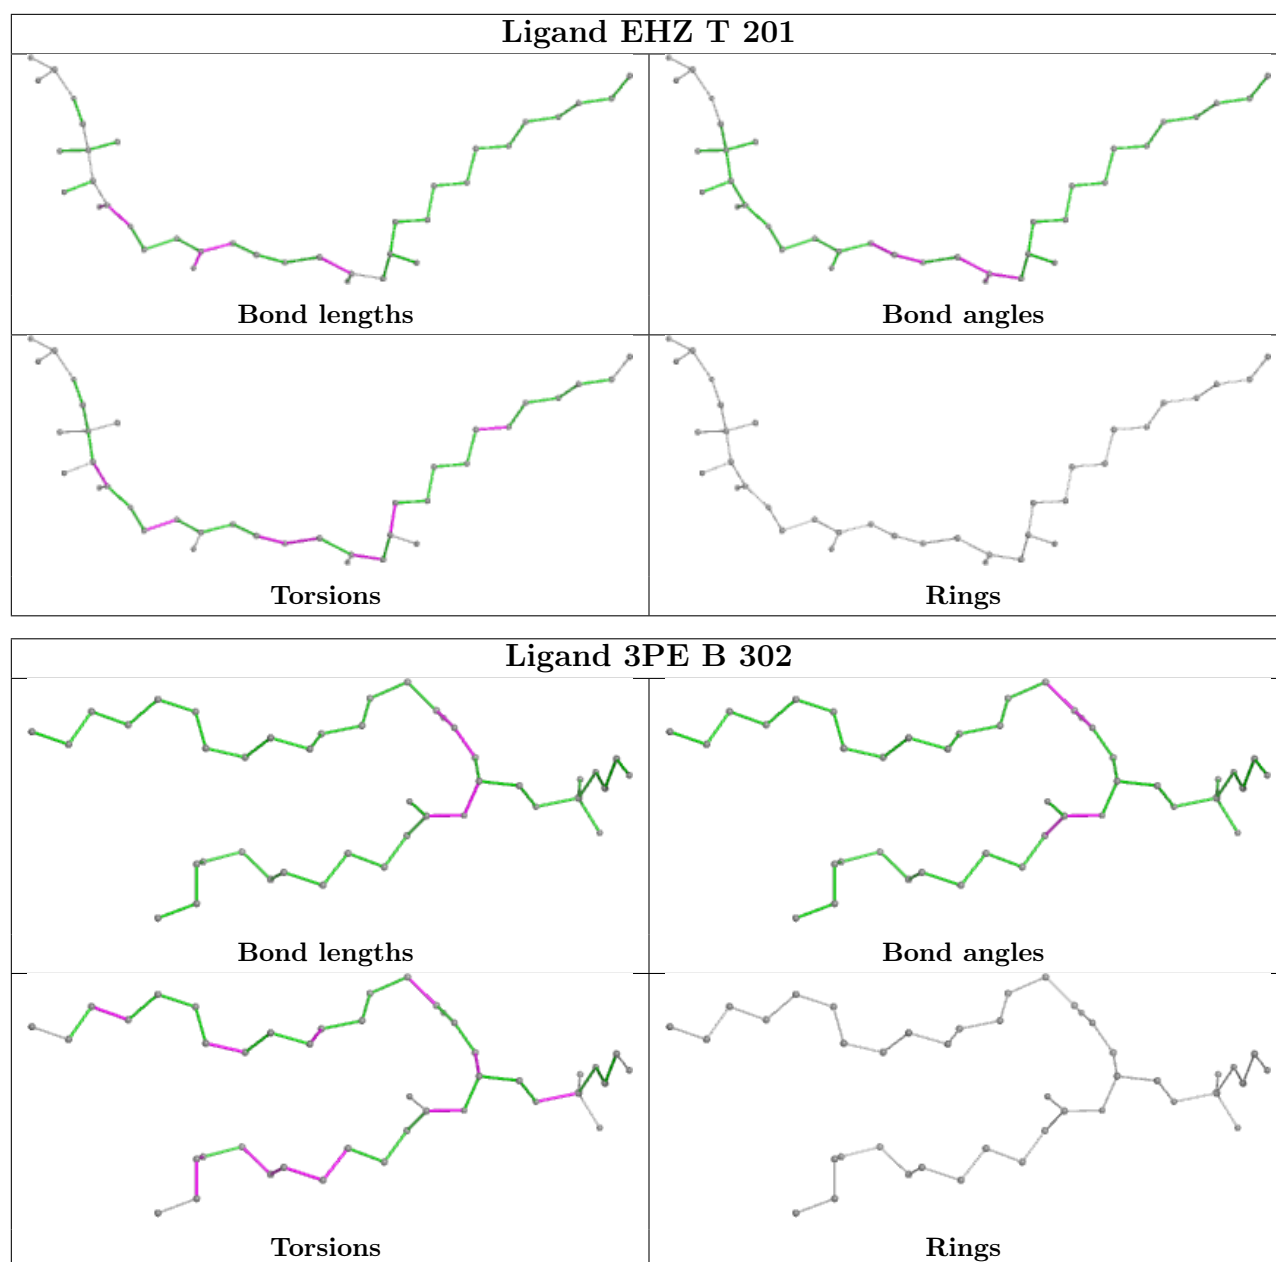 Ligand EHZ T 201
Bond lengths
Bond angles
Torsions
Rings
Ligand 3PE B 302
Bond lengths
Bond angles
Torsions
Rings